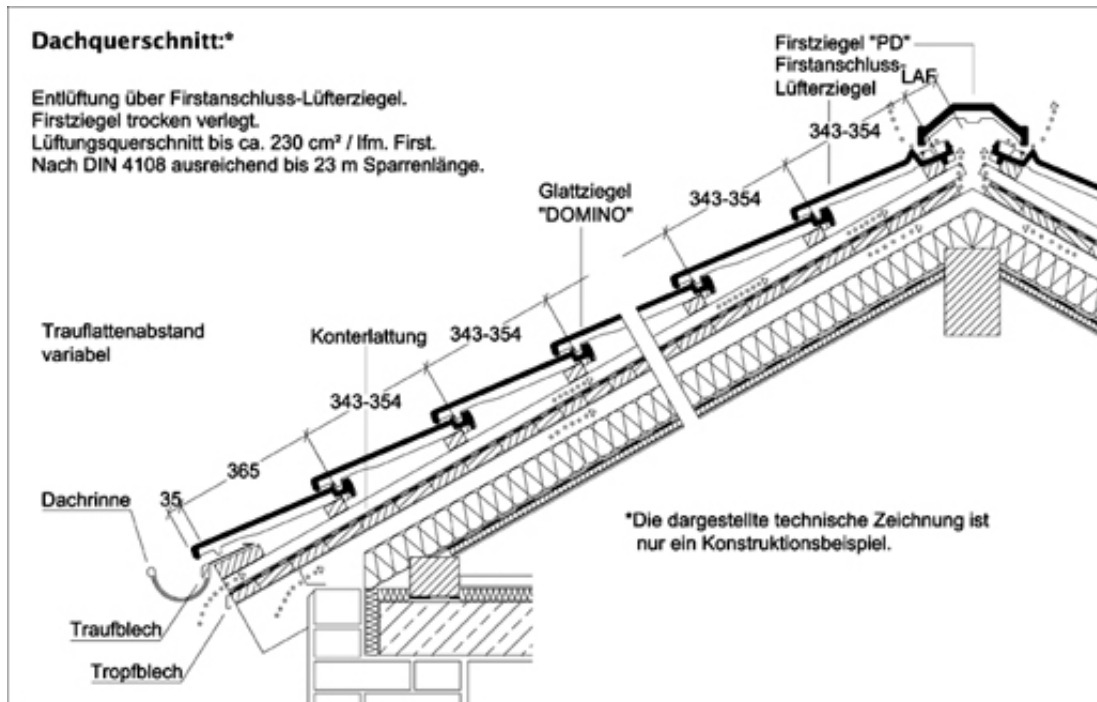 Dachquerschnitt:*
Entlüftung über Firstanschluss-Lüfterziegel.
Firstziegel trocken verlegt.
Lüftungsquerschnitt bis ca. 230 cm² / lfm. First.
Nach DIN 4108 ausreichend bis 23 m Sparrenlänge.
Firstziegel "PD"
Firstanschluss-
Lüfterziegel
LAF
343-354
Glattziegel
"DOMINO"
343-354
Trauflattenabstand
variabel
Konterlattung
343-354
343-354
365
35
Dachrinne
*Die dargestellte technische Zeichnung ist
nur ein Konstruktionsbeispiel.
Traufblech
Tropfblech